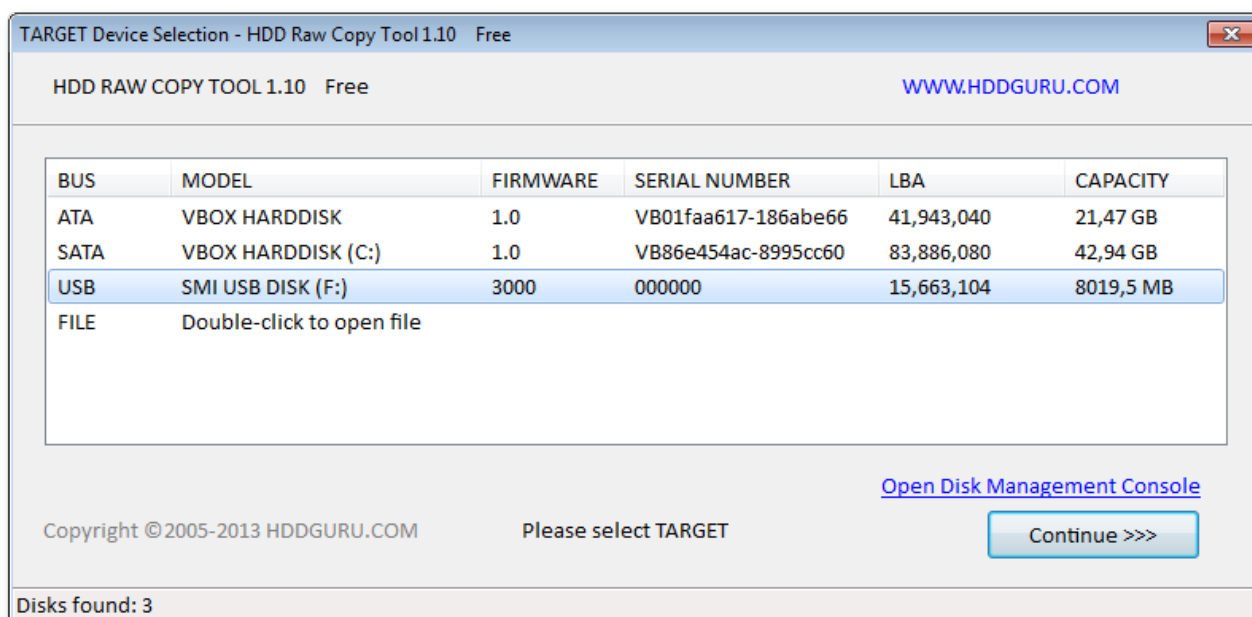 TARGET Device Selection - HDD Raw Copy Tool 1.10 Free
HDD RAW COPY TOOL 1.10 Free WWW.HDDGURU.COM
BUS MODEL FIRMWARE SERIAL NUMBER LBA CAPACITY
ATA VBOX HARDDISK 1.0 VB01faa617-186abe66 41,943,040 21,47 GB
SATA VBOX HARDDISK (C:) 1.0 VB86e454ac-8995cc60 83,886,080 42,94 GB
USB SMI USB DISK (F:) 3000 000000 15,663,104 8019,5 MB
FILE Double-click to open file
Open Disk Management Console
Copyright ©2005-2013 HDDGURU.COM Please select TARGET Continue >>>
Disks found: 3